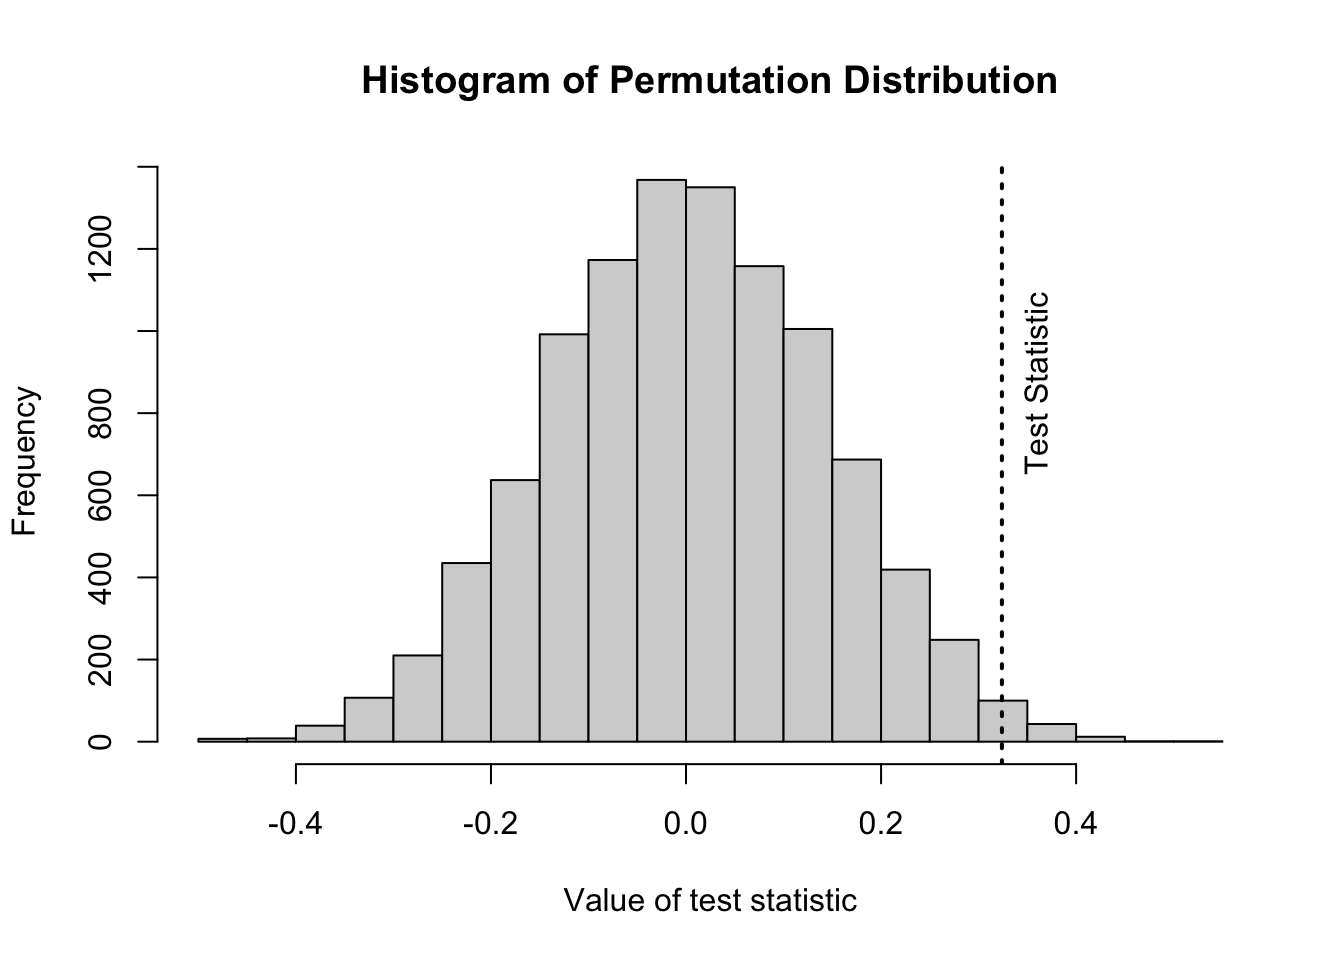 Histogram of Permutation Distribution
1200
800
600
400
200
0
Frequency
Test Statistic
-0.4 -0.2 0.0 0.2 0.4
Value of test statistic